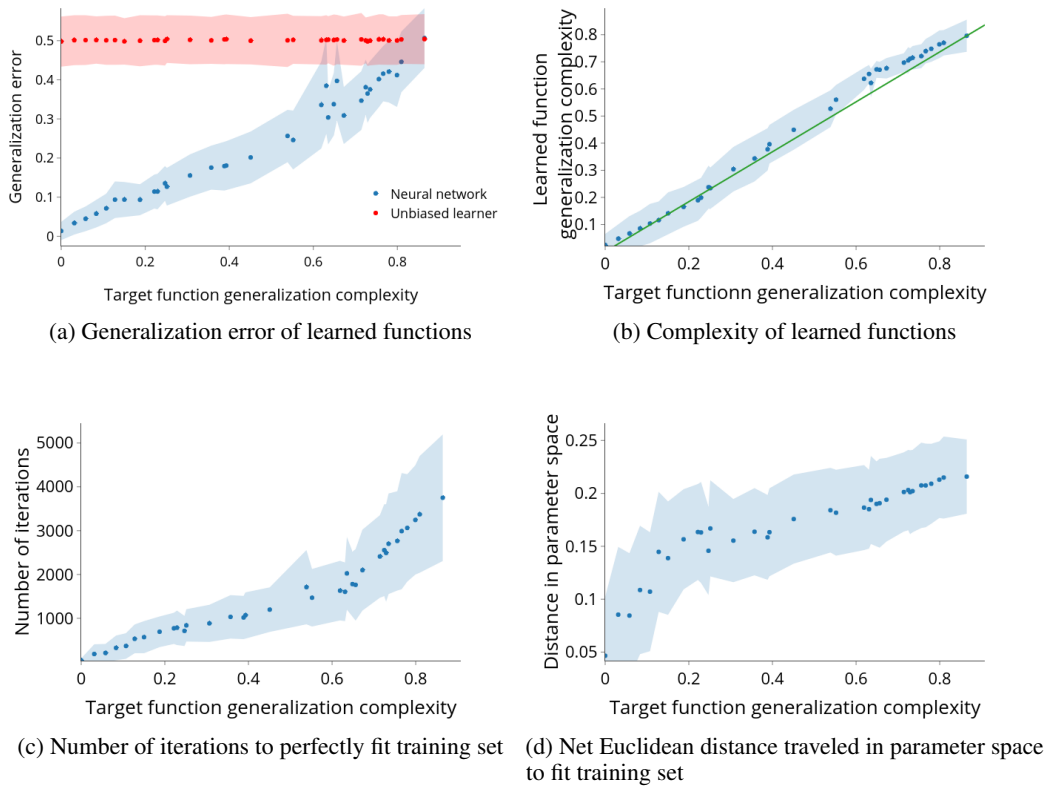 Generalization error
0.5
0.4
0.3
0.2
0.1
0
Neural network
Unbiased learner
0
0.2
0.4
0.6
0.8
Target function generalization complexity
(a) Generalization error of learned functions
Learned function
generalization complexity
0.8
0.7
0.6
0.5
0.4
0.3
0.2
0.1
0
0.2
0.4
0.6
0.8
Target functionn generalization complexity
(b) Complexity of learned functions
Number of iterations
5000
4000
3000
2000
1000
0
0.2
0.4
0.6
0.8
Target function generalization complexity
(c) Number of iterations to perfectly fit training set
Distance in parameter space
0.25
0.2
0.15
0.1
0.05
0
0.2
0.4
0.6
0.8
Target function generalization complexity
(d) Net Euclidean distance traveled in parameter space
to fit training set